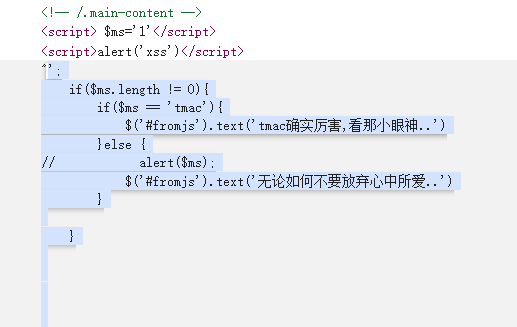 <!-- /.main-content -->
<script> $ms='1'</script>
<script>alert('xss')</script>
';
if($ms.length != 0){
if($ms == 'tmac'){
$('#fromjs').text('tmac确实厉害,看那小眼神..')
}else {
// alert($ms);
$('#fromjs').text('无论如何不要放弃心中所爱..')
}
}